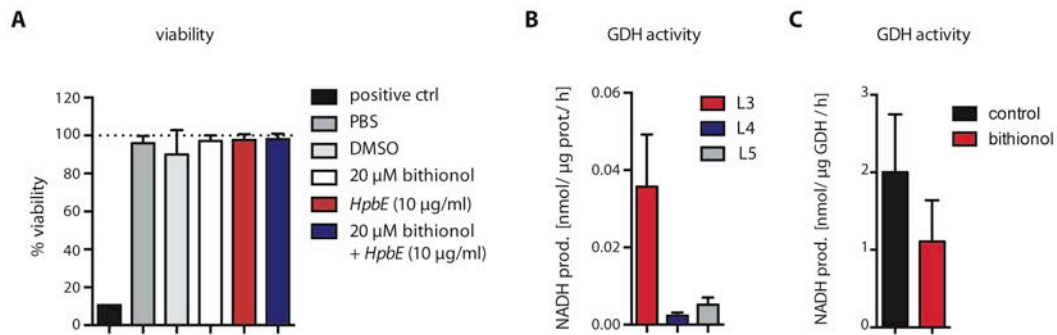 A
viability
% viability
120
100
80
60
40
20
10
0
positive ctrl
PBS
DMSO
20 µM bithionol
HpbE (10 µg/ml)
20 µM bithionol
+ HpbE (10 µg/ml)
B
GDH activity
NADH prod. [nmol/ µg prot./ h]
0.06
0.04
0.02
0.00
L3
L4
L5
C
GDH activity
NADH prod. [nmol/ µg GDH / h]
3
2
1
0
control
bithionol